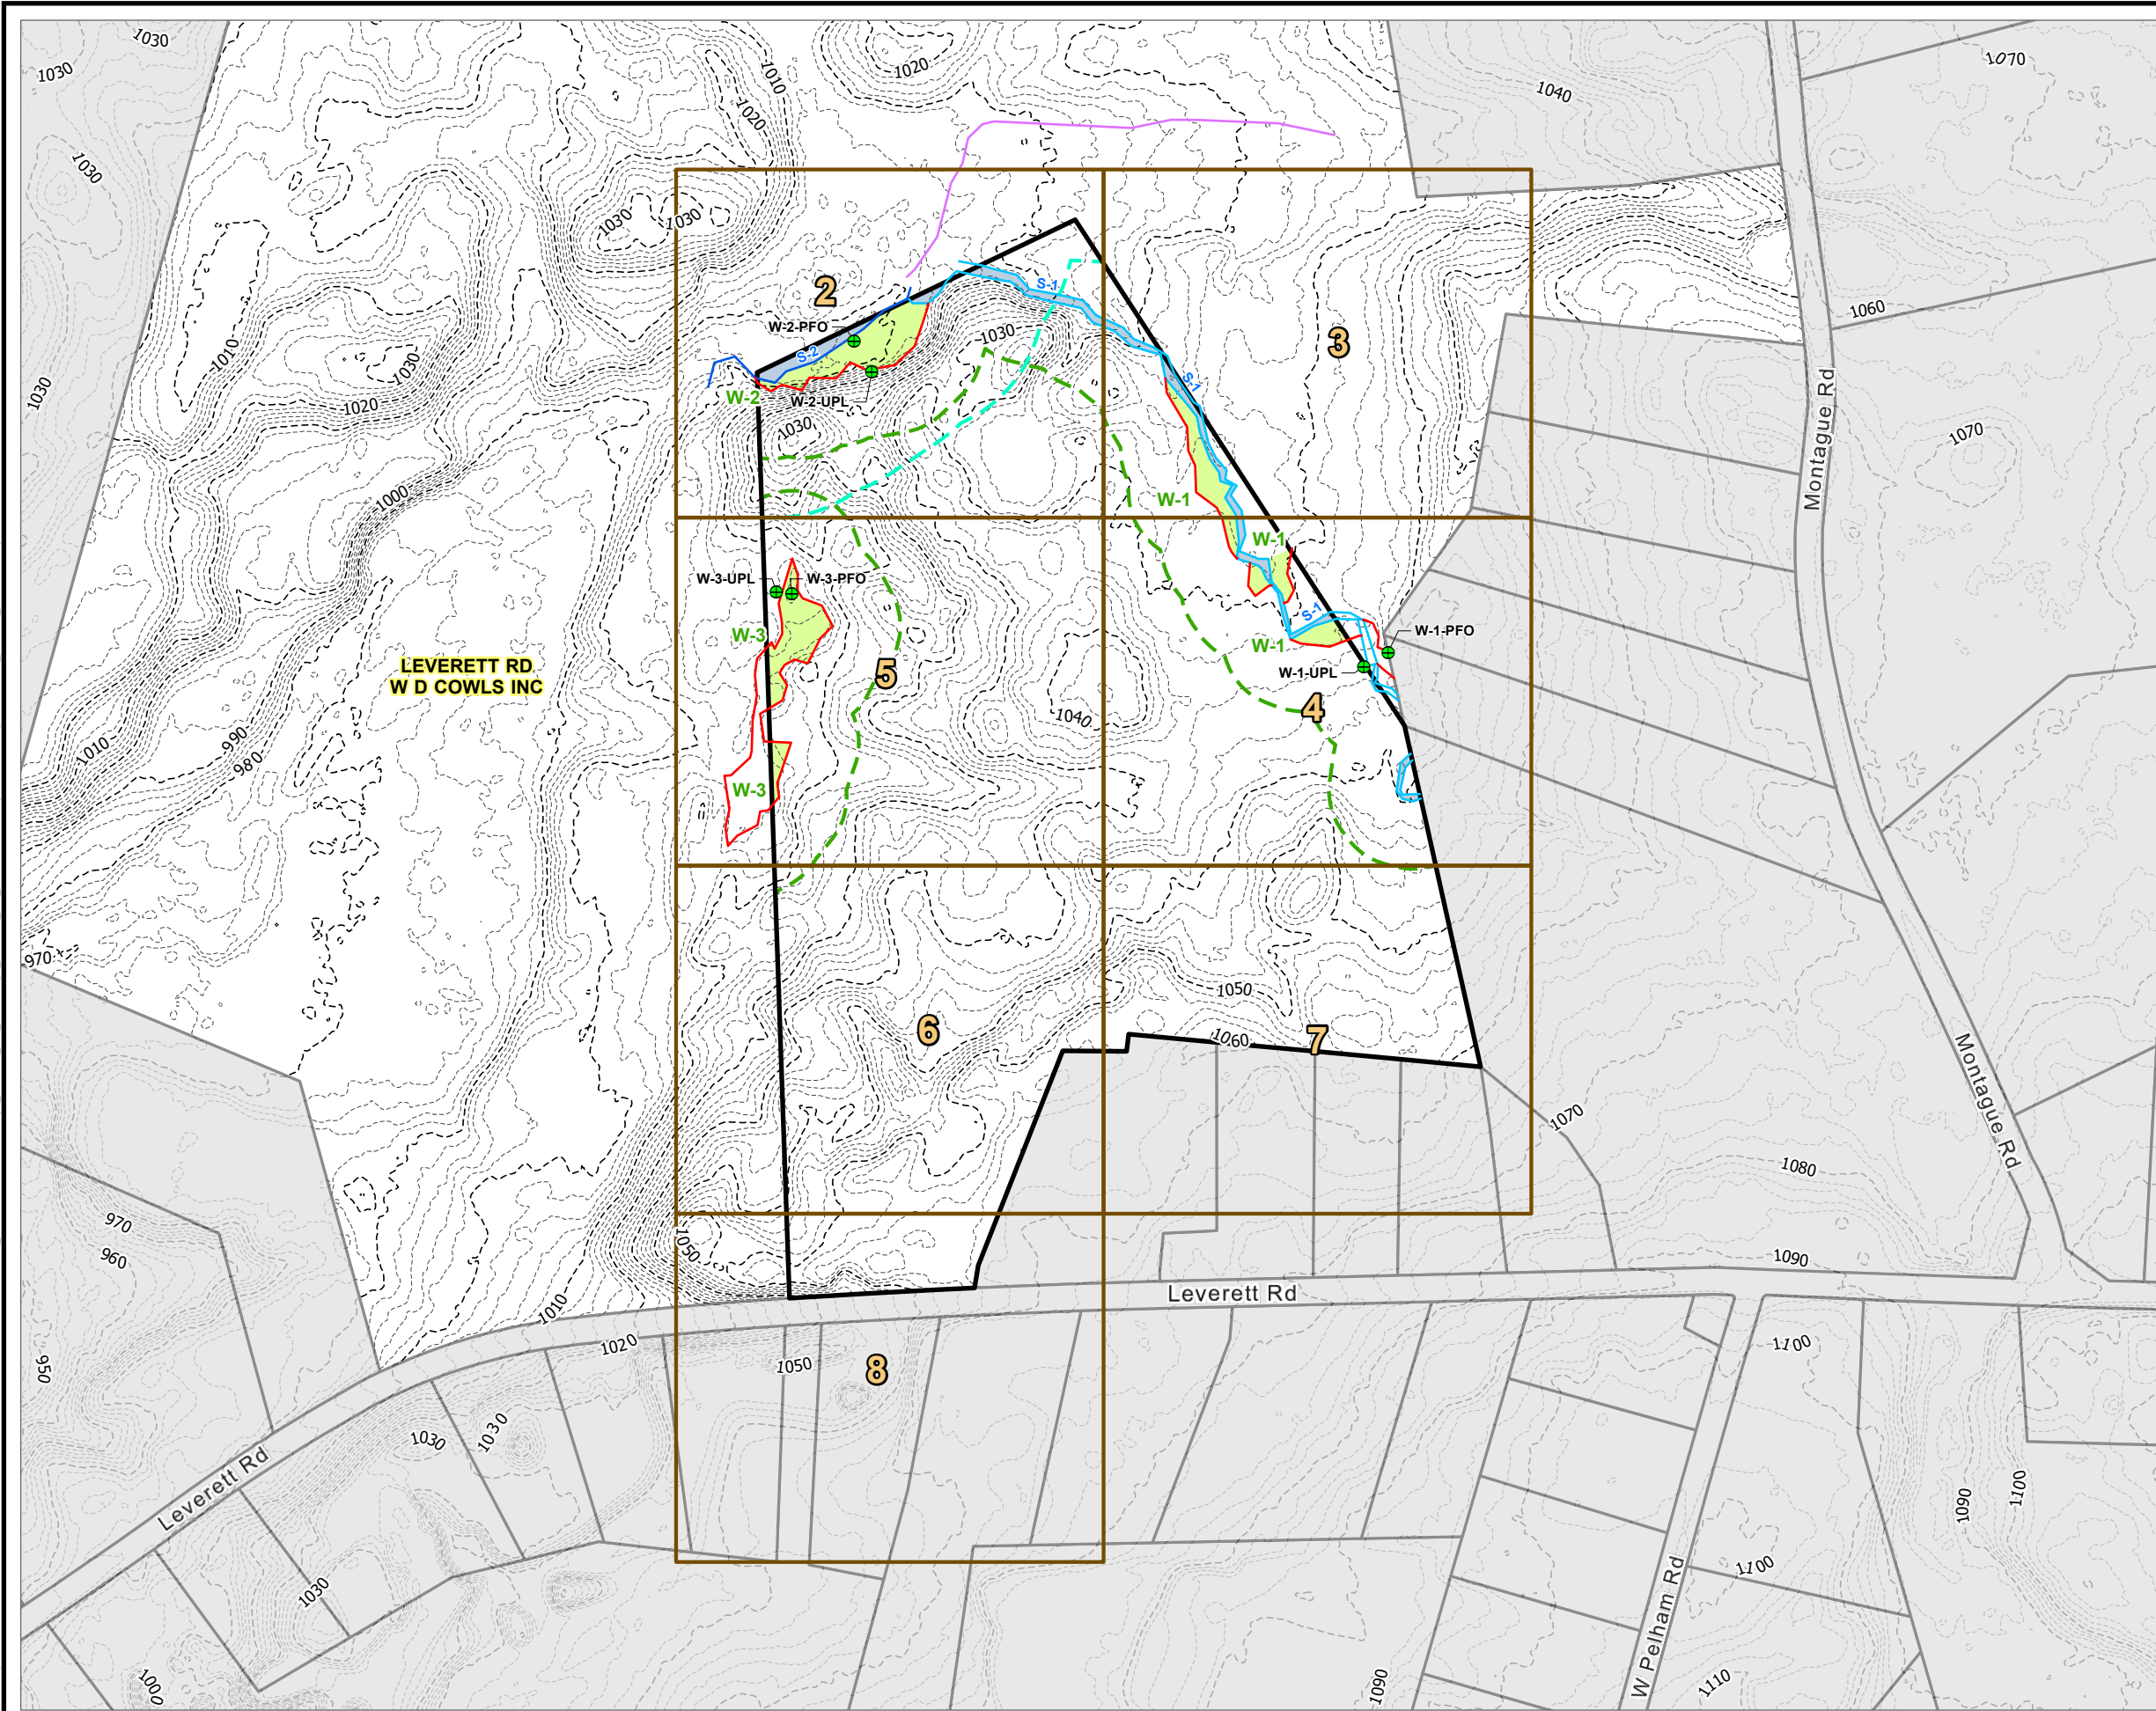 1030
1030
1030
1010
1020
1020
1040
1070
1030
1030
1030
1010
1030
1020
1030
1000
990
980
1010
970
2
W-2-PFO
S-2
W-2
W-2-UPL
1030
1030
S-1
S-1
3
W-1
1060
1070
Montague Rd
LEVERETT RD
W D COWLS INC
W-3-UPL
W-3-PFO
W-3
W-3
5
1040
W-1
S-1
W-1
W-1-PFO
W-1-UPL
4
6
1050
1060
7
1070
1080
1090
Montague Rd
970
960
950
1050
1010
1020
1050
8
Leverett Rd
1100
1030
1030
Leverett Rd
1030
1000
1090
W Pelham Rd
1100
1110
1090
1100